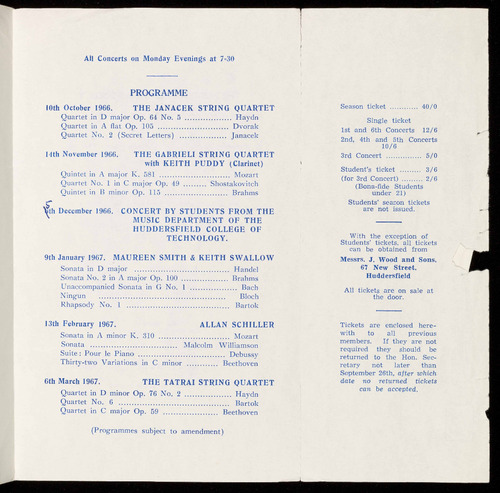 All Concerts on Monday Evenings at 7-30
PROGRAMME
10th October 1966. THE JANACEK STRING QUARTET
Quartet in D major Op. 64 No. 5 .................. Haydn
Quartet in A flat Op. 105 ..................... Dvorak
Quartet No. 2 (Secret Letters) .................. Janacek
14th November 1966. THE GABRIELI STRING QUARTET
with KEITH PUDDY (Clarinet)
Quintet in A major K. 581 ..................... Mozart
Quartet No. 1 in C major Op. 49 ......... Shostakovitch
Quintet in B minor Op. 115 ..................... Brahms
5th December 1966. CONCERT BY STUDENTS FROM THE
MUSIC DEPARTMENT OF THE
HUDDERSFIELD COLLEGE OF
TECHNOLOGY.
9th January 1967. MAUREEN SMITH & KEITH SWALLOW
Sonata in D major ........................... Handel
Sonata No. 2 in A major Op. 100 .................. Brahms
Unaccompanied Sonata in G No. 1 ............... Bach
Ningun ................................. Bloch
Rhapsody No. 1 ........................... Bartok
13th February 1967. ALLAN SCHILLER
Sonata in A minor K. 310 ..................... Mozart
Sonata ........................ Malcolm Williamson
Suite: Pour le Piano ........................ Debussy
Thirty-two Variations in C minor ............ Beethoven
6th March 1967. THE TATRAI STRING QUARTET
Quartet in D minor Op. 76 No. 2 .................. Haydn
Quartet No. 6 .............................. Bartok
Quartet in C major Op. 59 ..................... Beethoven
(Programmes subject to amendment)
Season ticket ............ 40/0
Single ticket
1st and 6th Concerts 12/6
2nd, 4th and 5th Concerts
10/6
3rd Concert ............ 5/0
Student's ticket ......... 3/6
(for 3rd Concert) ......... 2/6
(Bona-fide Students
under 21)
Students' season tickets
are not issued.
With the exception of
Students' tickets, all tickets
can be obtained from
Messrs. J. Wood and Sons,
67 New Street,
Huddersfield
All tickets are on sale at
the door.
Tickets are enclosed here-
with to all previous
members. If they are not
required they should be
returned to the Hon. Sec-
retary not later than
September 26th, after which
date no returned tickets
can be accepted.